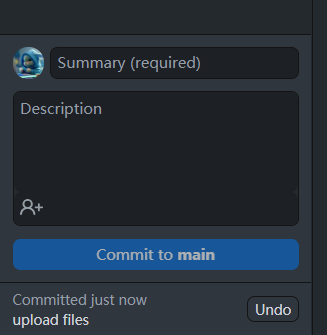 Summary (required)
Description
Commit to main
Committed just now
upload files
Undo